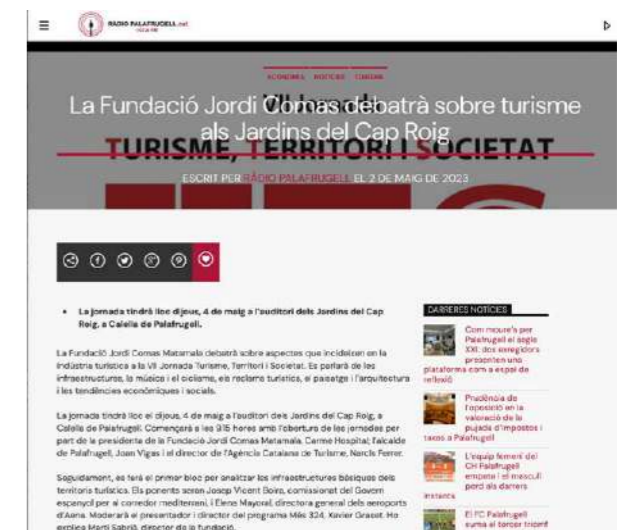 RÀDIO PALAFRUGELL.net
ECONOMIA NOTÍCIES TURISME
VII Jornada
La Fundació Jordi Comas debatrà sobre turisme
als Jardins del Cap Roig
TURISME, TERRITORI I SOCIETAT
ESCRIT PER RÀDIO PALAFRUGELL EL 2 DE MAIG DE 2023
La jornada tindrà lloc dijous, 4 de maig a l'auditori dels Jardins del Cap
Roig, a Calella de Palafrugell.
La Fundació Jordi Comas Matamala debatrà sobre aspectes que incideixen en la
indústria turística a la VII Jornada Turisme, Territori i Societat. Es parlarà de les
infraestructures, la música i el ciclisme, els reclams turístics, el paisatge i l'arquitectura
i les tendències econòmiques i socials.
La jornada tindrà lloc el dijous, 4 de maig a l'auditori dels Jardins del Cap Roig, a
Calella de Palafrugell. Començarà a les 9.15 hores amb l'obertura de les jornades per
part de la presidenta de la Fundació Jordi Comas Matamala, Carme Hospital; l'alcalde
de Palafrugell, Joan Vigas i el director de l'Agència Catalana de Turisme, Narcís Ferrer.
Seguidament, es farà el primer bloc per analitzar les infraestructures bàsiques dels
territoris turístics. Els ponents seran Josep Vicent Boira, comissionat del Govern
espanyol per al corredor mediterrani, i Elena Mayoral, directora general dels aeroports
d'Aena. Moderarà el presentador i director del programa Més 324, Xavier Graset. Ho
explica Martí Sabrià, director de la fundació.
DARRERES NOTÍCIES
Com moure's per
Palafrugell el segle
XXI: dos exregidors
presenten una
plataforma com a espai de
reflexió
Prudència de
l'oposició en la
valoració de la
pujada d'impostos i
taxes a Palafrugell
L'equip femení del
CH Palafrugell
empata i el masculí
perd als darrers
instants
El FC Palafrugell
suma el tercer triomf